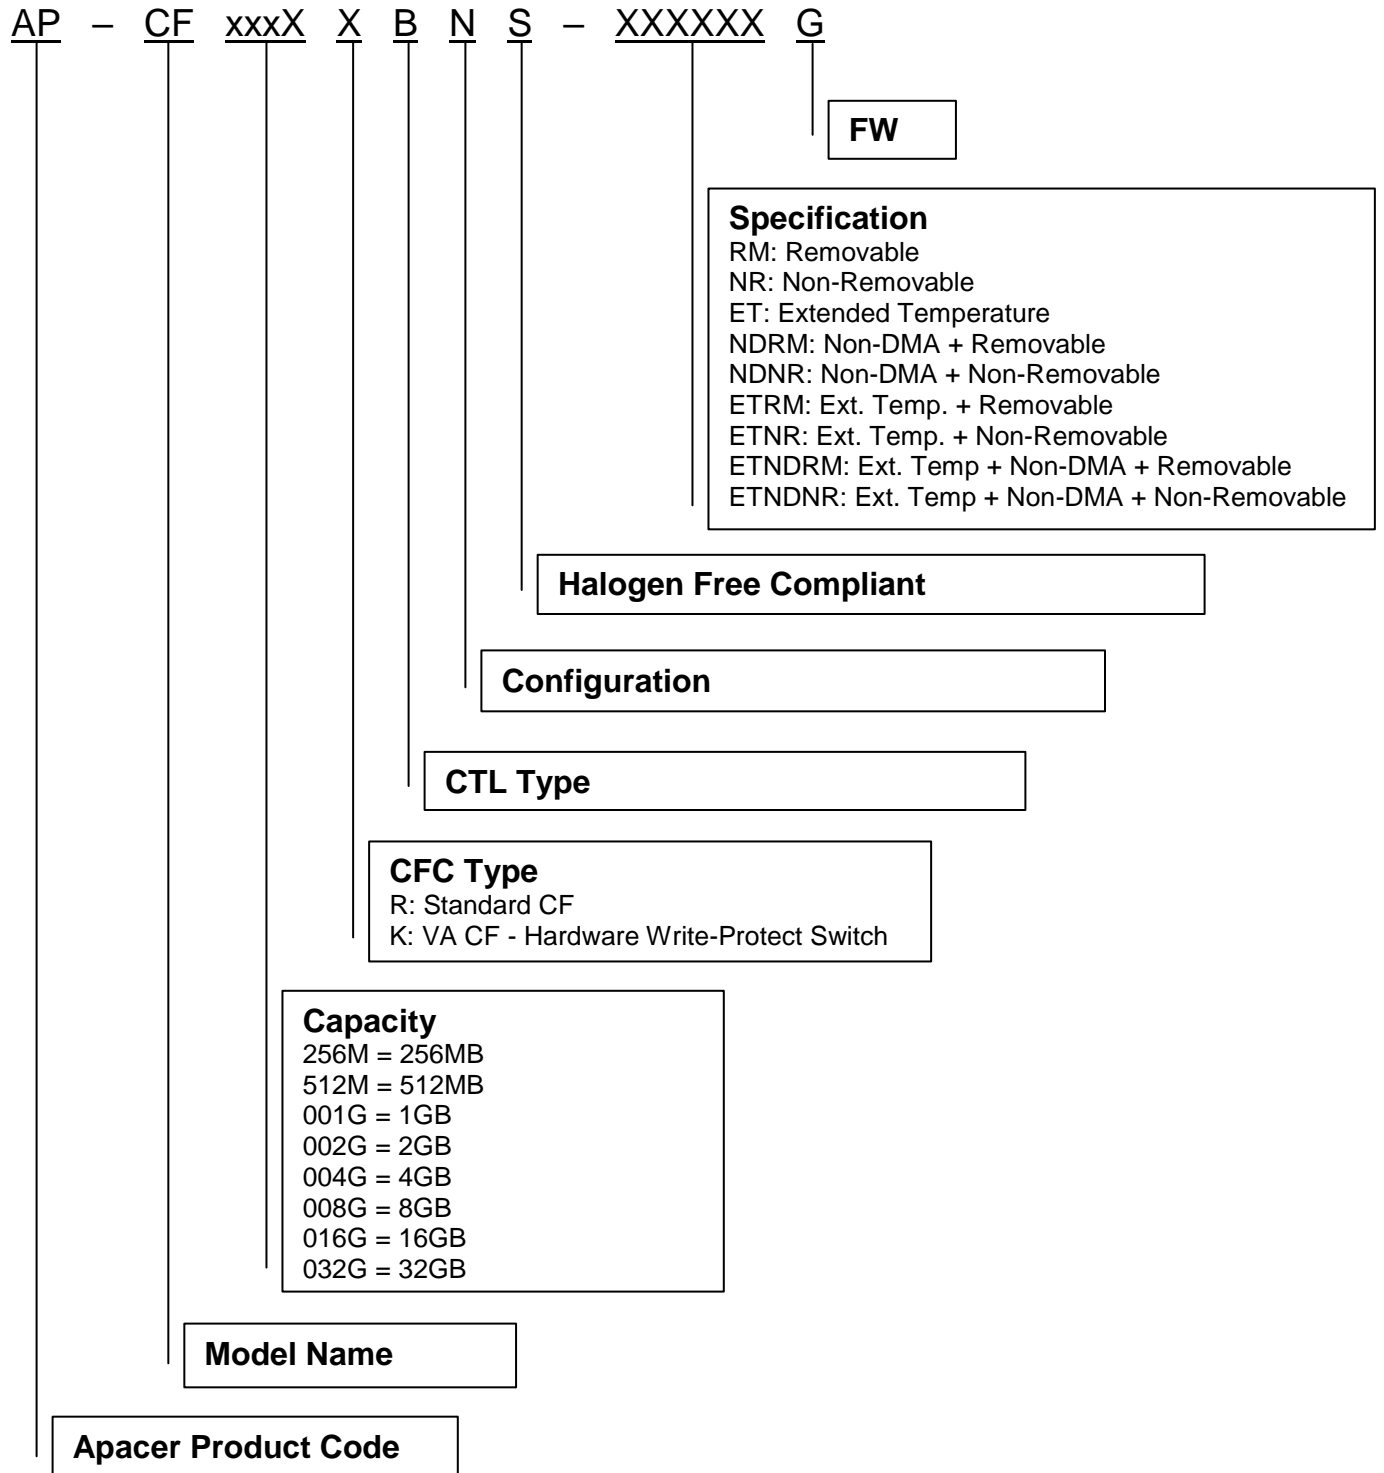 AP – CF xxxX X B N S – XXXXXX G
FW
Specification
RM: Removable
NR: Non-Removable
ET: Extended Temperature
NDRM: Non-DMA + Removable
NDNR: Non-DMA + Non-Removable
ETRM: Ext. Temp. + Removable
ETNR: Ext. Temp. + Non-Removable
ETNDRM: Ext. Temp + Non-DMA + Removable
ETNDNR: Ext. Temp + Non-DMA + Non-Removable
Halogen Free Compliant
Configuration
CTL Type
CFC Type
R: Standard CF
K: VA CF - Hardware Write-Protect Switch
Capacity
256M = 256MB
512M = 512MB
001G = 1GB
002G = 2GB
004G = 4GB
008G = 8GB
016G = 16GB
032G = 32GB
Model Name
Apacer Product Code